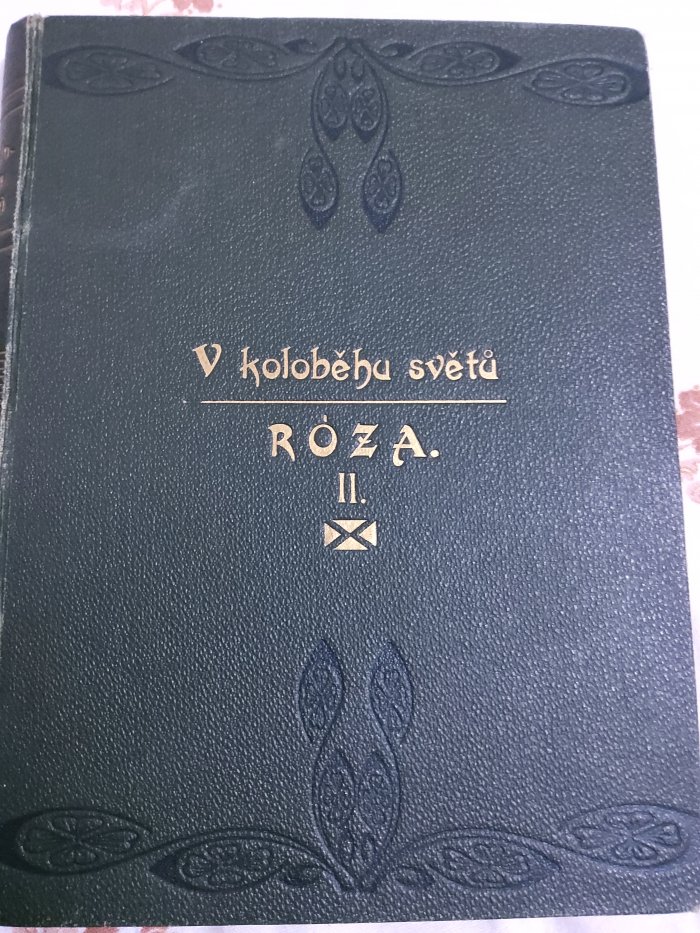 V koloběhu světů
RÓZA.
II.